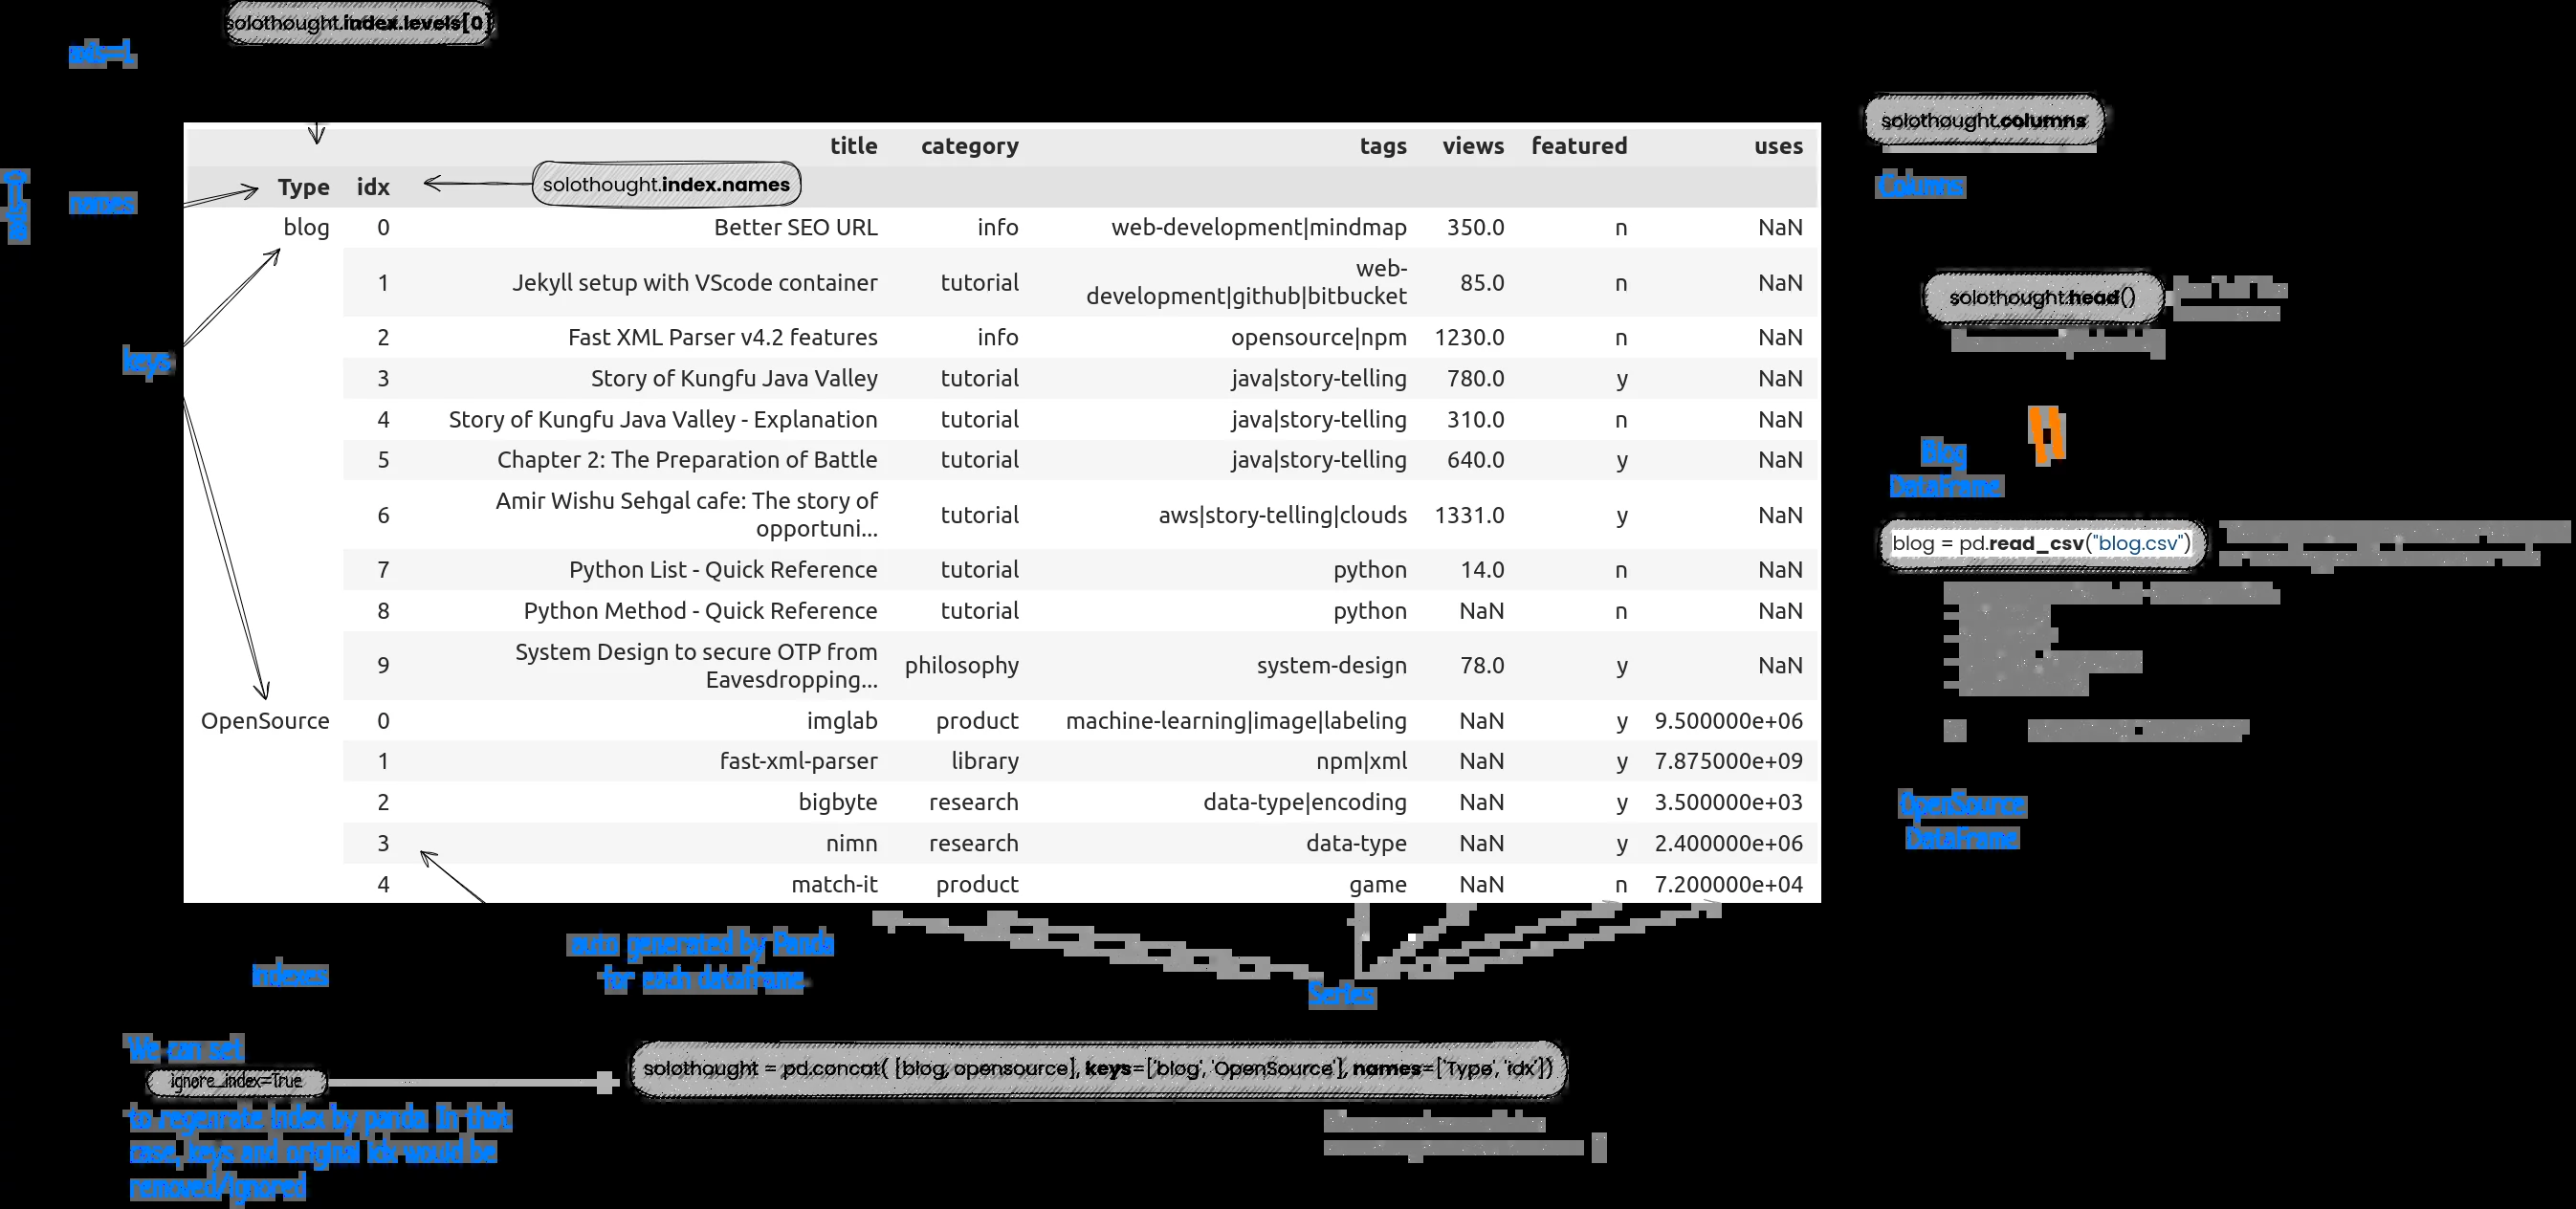 solothought.index.levels[0]
axis=1
solothought.columns
title category tags views featured uses
Type idx
solothought.index.names
axis=0
names
Columns
blog 0 Better SEO URL info web-development|mindmap 350.0 n NaN
1 Jekyll setup with VScode container tutorial web-
development|github|bitbucket 85.0 n NaN
solothought.head()
2 Fast XML Parser v4.2 features info opensource|npm 1230.0 n NaN
keys
3 Story of Kungfu Java Valley tutorial java|story-telling 780.0 y NaN
4 Story of Kungfu Java Valley - Explanation tutorial java|story-telling 310.0 n NaN
5 Chapter 2: The Preparation of Battle tutorial java|story-telling 640.0 y NaN
Blog
DataFrame
6 Amir Wishu Sehgal cafe: The story of
opportuni... tutorial aws|story-telling|clouds 1331.0 y NaN
blog = pd.read_csv("blog.csv")
7 Python List - Quick Reference tutorial python 14.0 n NaN
8 Python Method - Quick Reference tutorial python NaN n NaN
9 System Design to secure OTP from
Eavesdropping... philosophy system-design 78.0 y NaN
OpenSource 0 imglab product machine-learning|image|labeling NaN y 9.500000e+06
1 fast-xml-parser library npm|xml NaN y 7.875000e+09
2 bigbyte research data-type|encoding NaN y 3.500000e+03
OpenSource
DataFrame
3 nimn research data-type NaN y 2.400000e+06
4 match-it product game NaN n 7.200000e+04
auto generated by Panda
for each dataframe
Indexes
Series
We can set
ignore_index=True
to regenrate index by panda. In that
case, keys and original idx would be
removed/ignored
solothought = pd.concat( [blog, opensource], keys=['blog', 'OpenSource'], names=['Type', 'idx'])